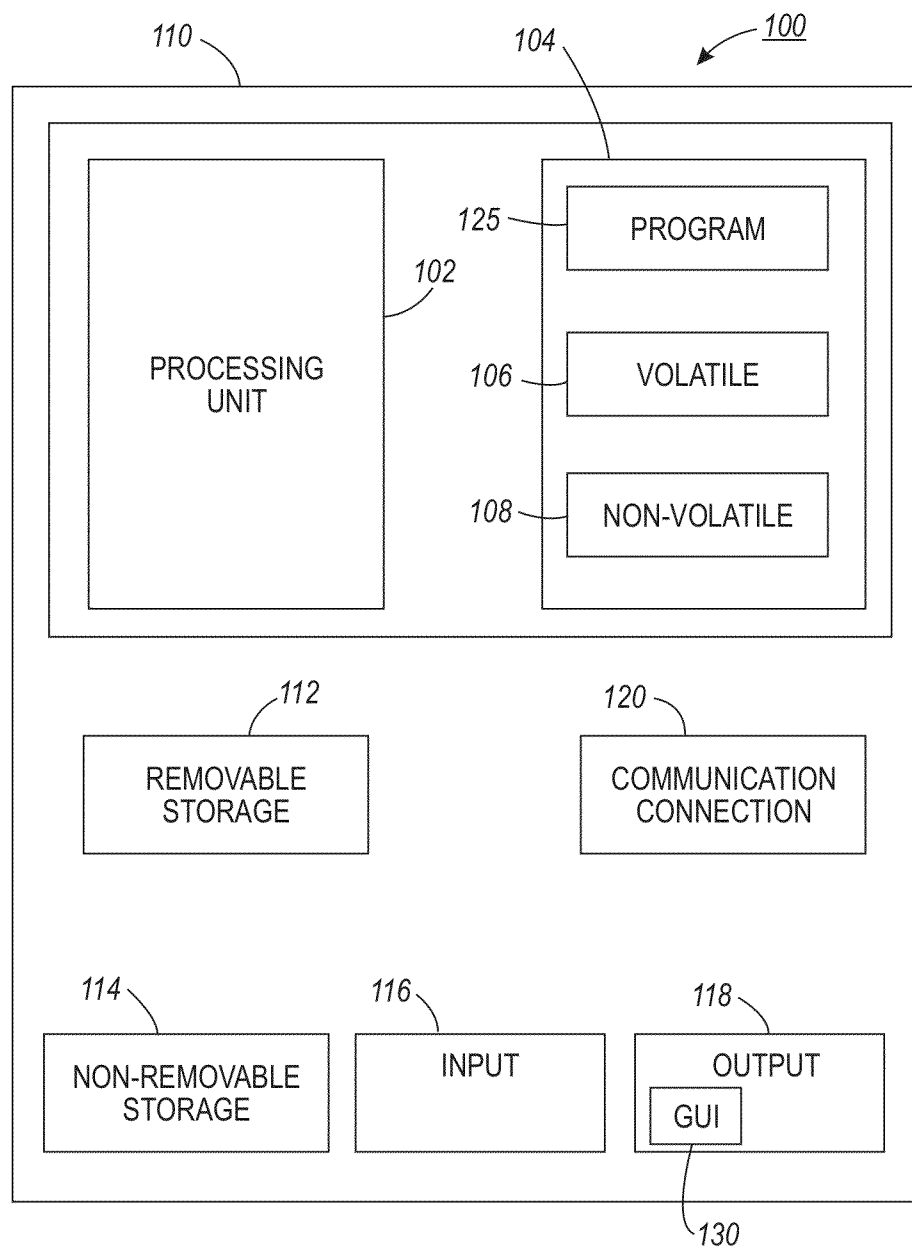 110
104
100
125
PROGRAM
102
PROCESSING
UNIT
106
VOLATILE
108
NON-VOLATILE
112
120
REMOVABLE
STORAGE
COMMUNICATION
CONNECTION
114
116
118
NON-REMOVABLE
STORAGE
INPUT
OUTPUT
GUI
130